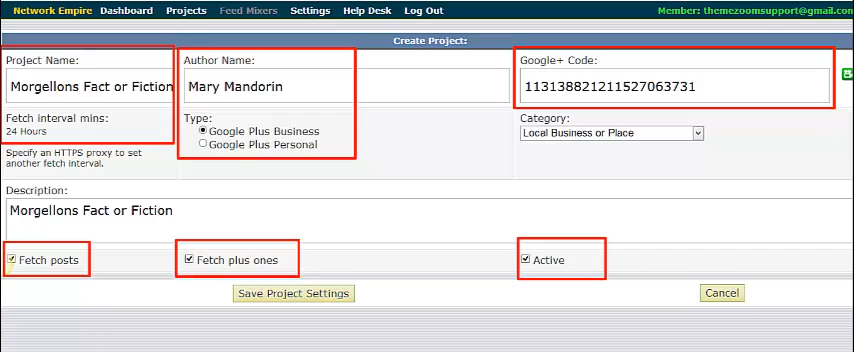 Network Empire Dashboard Projects Feed Mixers Settings Help Desk Log Out Member: themezoomsupport@gmail.com
Create Project:
Project Name: Author Name: Google+ Code:
Morgellons Fact or Fiction Mary Mandorin 113138821211527063731
Fetch interval mins: Type: Category:
24 Hours Google Plus Business Local Business or Place
Google Plus Personal
Specify an HTTPS proxy to set
another fetch interval.
Description:
Morgellons Fact or Fiction
Fetch posts Fetch plus ones Active
Save Project Settings Cancel